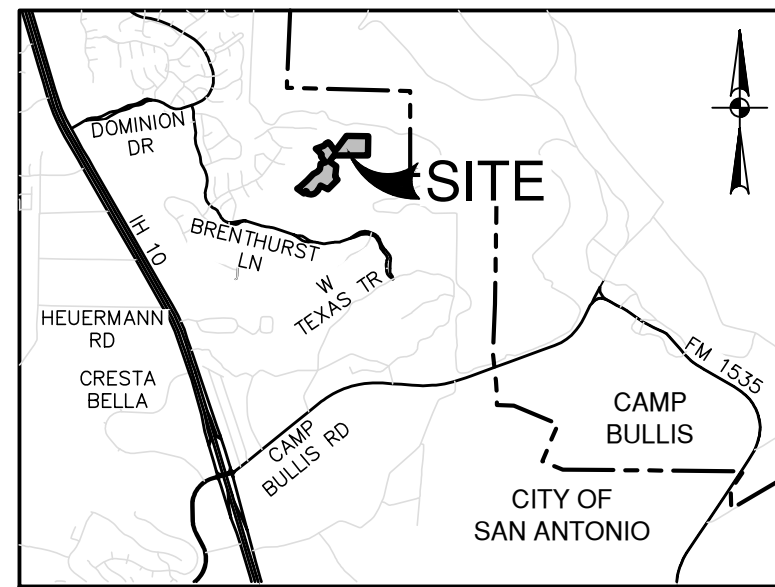 DOMINION
DR
SITE
IH 10
BRENTHURST
LN
W
TEXAS TR
HEUERMANN
RD
CRESTA
BELLA
FM 1535
CAMP
BULLIS
CAMP
BULLIS RD
CITY OF
SAN ANTONIO